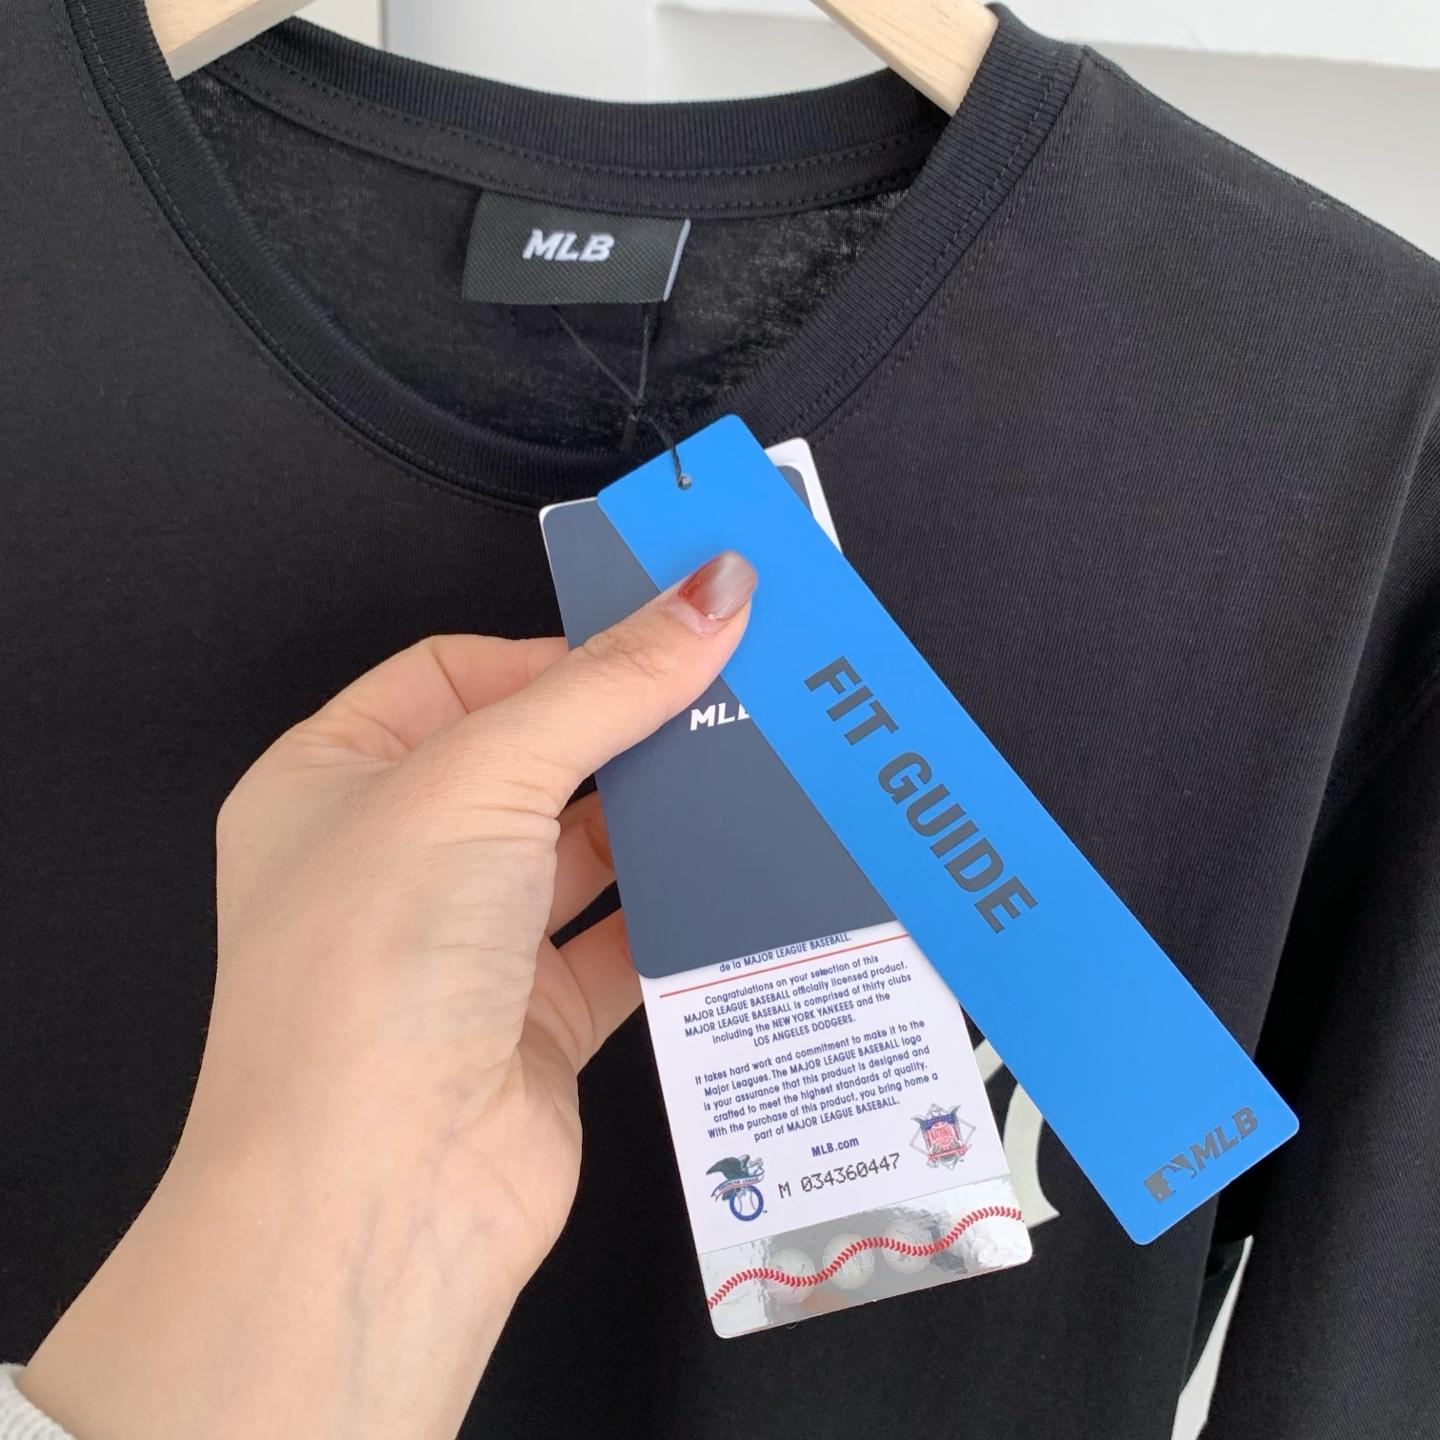 MLB
FIT GUIDE
MLB
de la MAJOR LEAGUE BASEBALL.
Congratulations on your selection of this
MAJOR LEAGUE BASEBALL officially licensed product.
MAJOR LEAGUE BASEBALL is comprised of thirty clubs
including the NEW YORK YANKEES and the
LOS ANGELES DODGERS.
It takes hard work and commitment to make it to the
Major Leagues. The MAJOR LEAGUE BASEBALL logo
is your assurance that this product is designed and
crafted to meet the highest standards of quality.
With the purchase of this product, you bring home a
part of MAJOR LEAGUE BASEBALL.
MLB.com
AMERICAN LEAGUE
M 034360447
NATIONAL